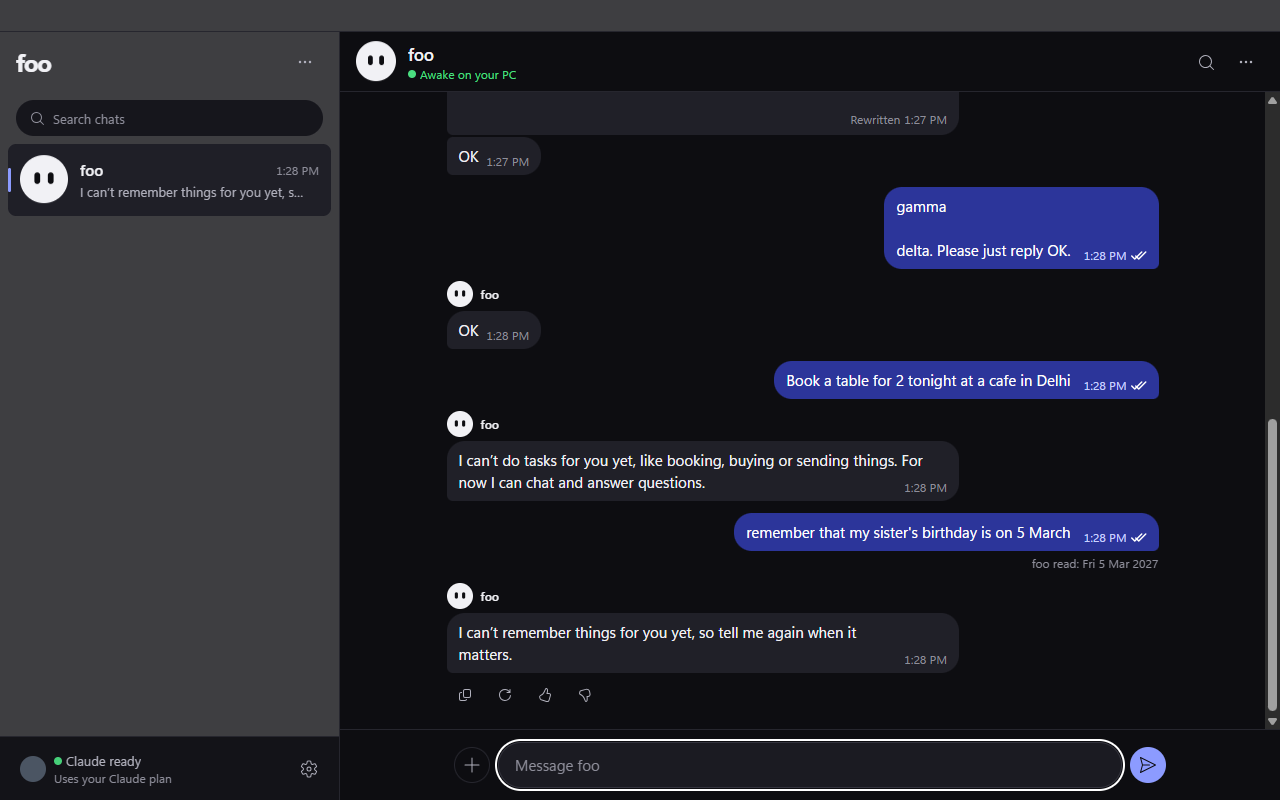 foo
Search chats
foo 1:28 PM
I can't remember things for you yet, s...
Claude ready
Uses your Claude plan
foo
Awake on your PC
Rewritten 1:27 PM
OK 1:27 PM
gamma
delta. Please just reply OK. 1:28 PM
foo
OK 1:28 PM
Book a table for 2 tonight at a cafe in Delhi 1:28 PM
foo
I can't do tasks for you yet, like booking, buying or sending things. For
now I can chat and answer questions. 1:28 PM
remember that my sister's birthday is on 5 March 1:28 PM
foo read: Fri 5 Mar 2027
foo
I can't remember things for you yet, so tell me again when it
matters. 1:28 PM
Message foo